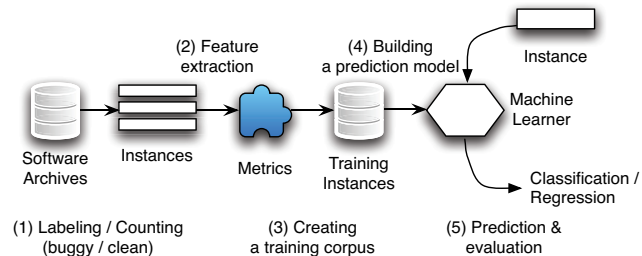 (2) Feature
extraction
(4) Building
a prediction model
Instance
Machine
Learner
Software
Archives
Instances
Metrics
Training
Instances
Classification /
Regression
(1) Labeling / Counting
(buggy / clean)
(3) Creating
a training corpus
(5) Prediction &
evaluation